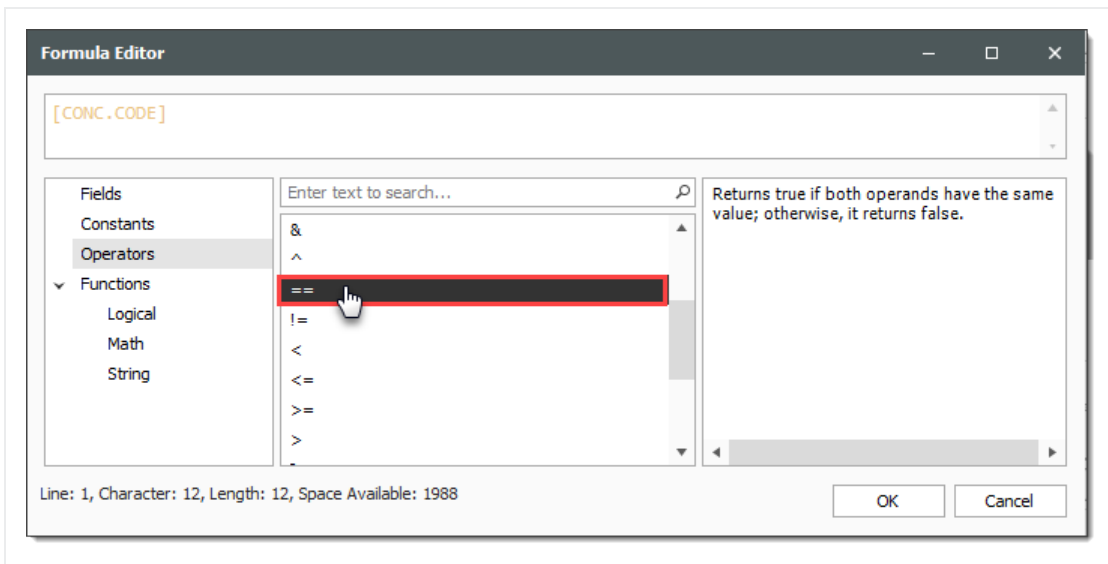 Formula Editor
[CONC.CODE]
Fields
Constants
Operators
Functions
Logical
Math
String
Enter text to search...
&
^
==
!=
<
<=
>=
>
Returns true if both operands have the same
value; otherwise, it returns false.
Line: 1, Character: 12, Length: 12, Space Available: 1988
OK
Cancel